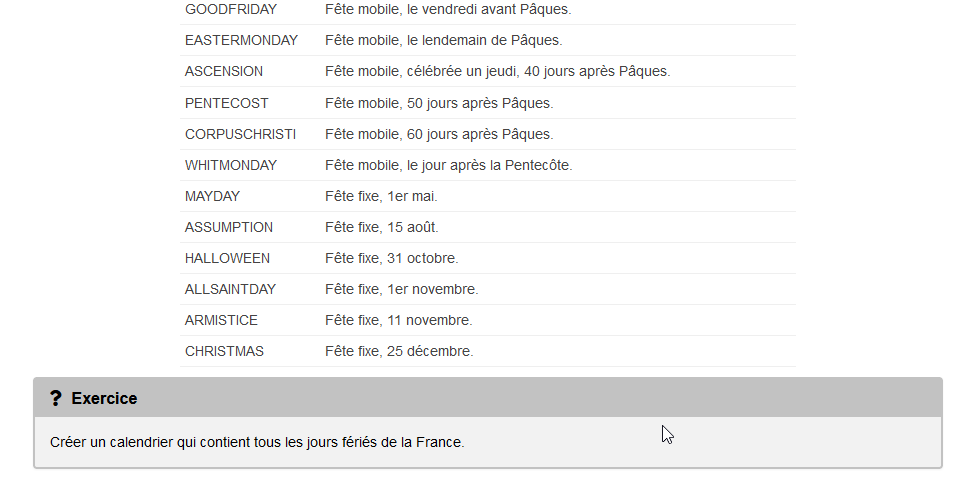 GOODFRIDAY Fête mobile, le vendredi avant Pâques.
EASTERMONDAY Fête mobile, le lendemain de Pâques.
ASCENSION Fête mobile, célébrée un jeudi, 40 jours après Pâques.
PENTECOST Fête mobile, 50 jours après Pâques.
CORPUSCHRISTI Fête mobile, 60 jours après Pâques.
WHITMONDAY Fête mobile, le jour après la Pentecôte.
MAYDAY Fête fixe, 1er mai.
ASSUMPTION Fête fixe, 15 août.
HALLOWEEN Fête fixe, 31 octobre.
ALLSAINTDAY Fête fixe, 1er novembre.
ARMISTICE Fête fixe, 11 novembre.
CHRISTMAS Fête fixe, 25 décembre.
? Exercice
Créer un calendrier qui contient tous les jours fériés de la France.